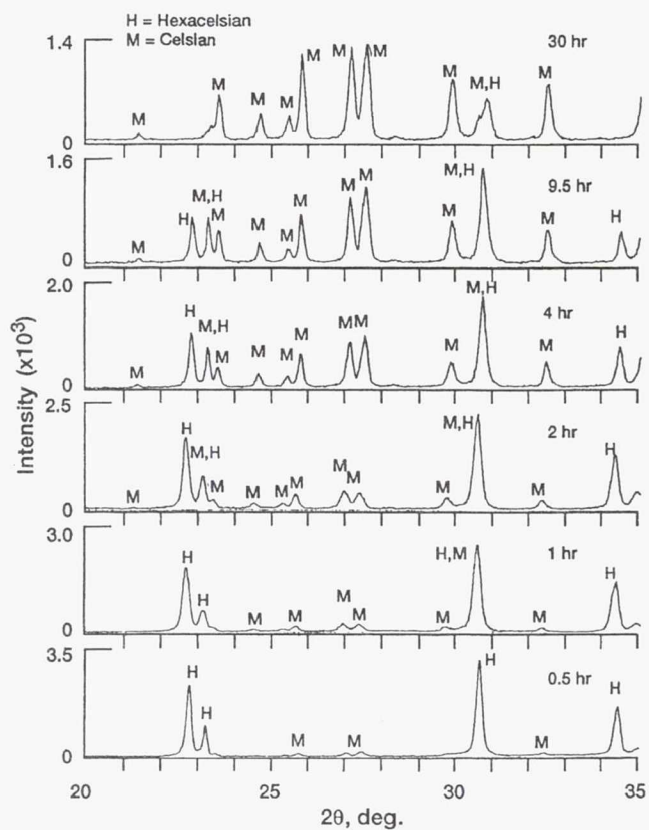 H = Hexacelsian
M = Celsian
1.4
M M
30 hr
M M M M M M M,H M
0
1.6
M,H 9.5 hr
H M,H M M M M M M M M H
M
0
2.0
M,H 4 hr
H M,H M M M M M M M M H
M
0
Intensity (x10³)
2.5
H M,H 2 hr H
M,H M M
M M M M M M M
0
3.0
H H,M 1 hr H
H M M M M M M
0
3.5
H H 0.5 hr H
H M M M
0
20 25 30 35
2θ, deg.